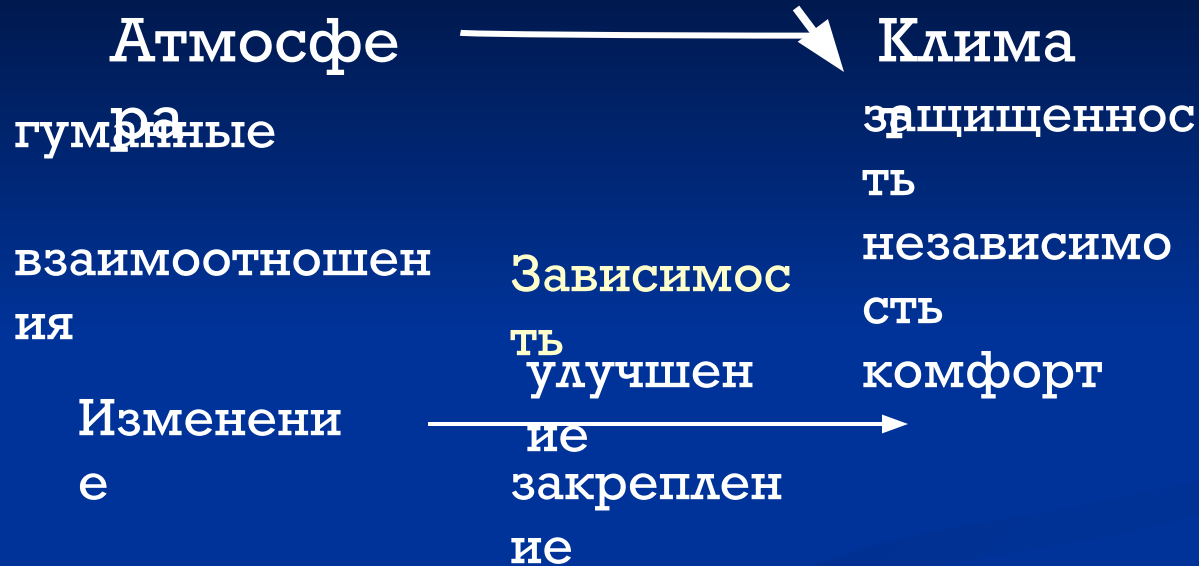 Атмосфе
ра
Клима
т
гуманные
взаимоотношен
ия
защищеннос
ть
независимо
сть
комфорт
Зависимос
ть
улучшен
ие
закреплен
ие
Изменени
е